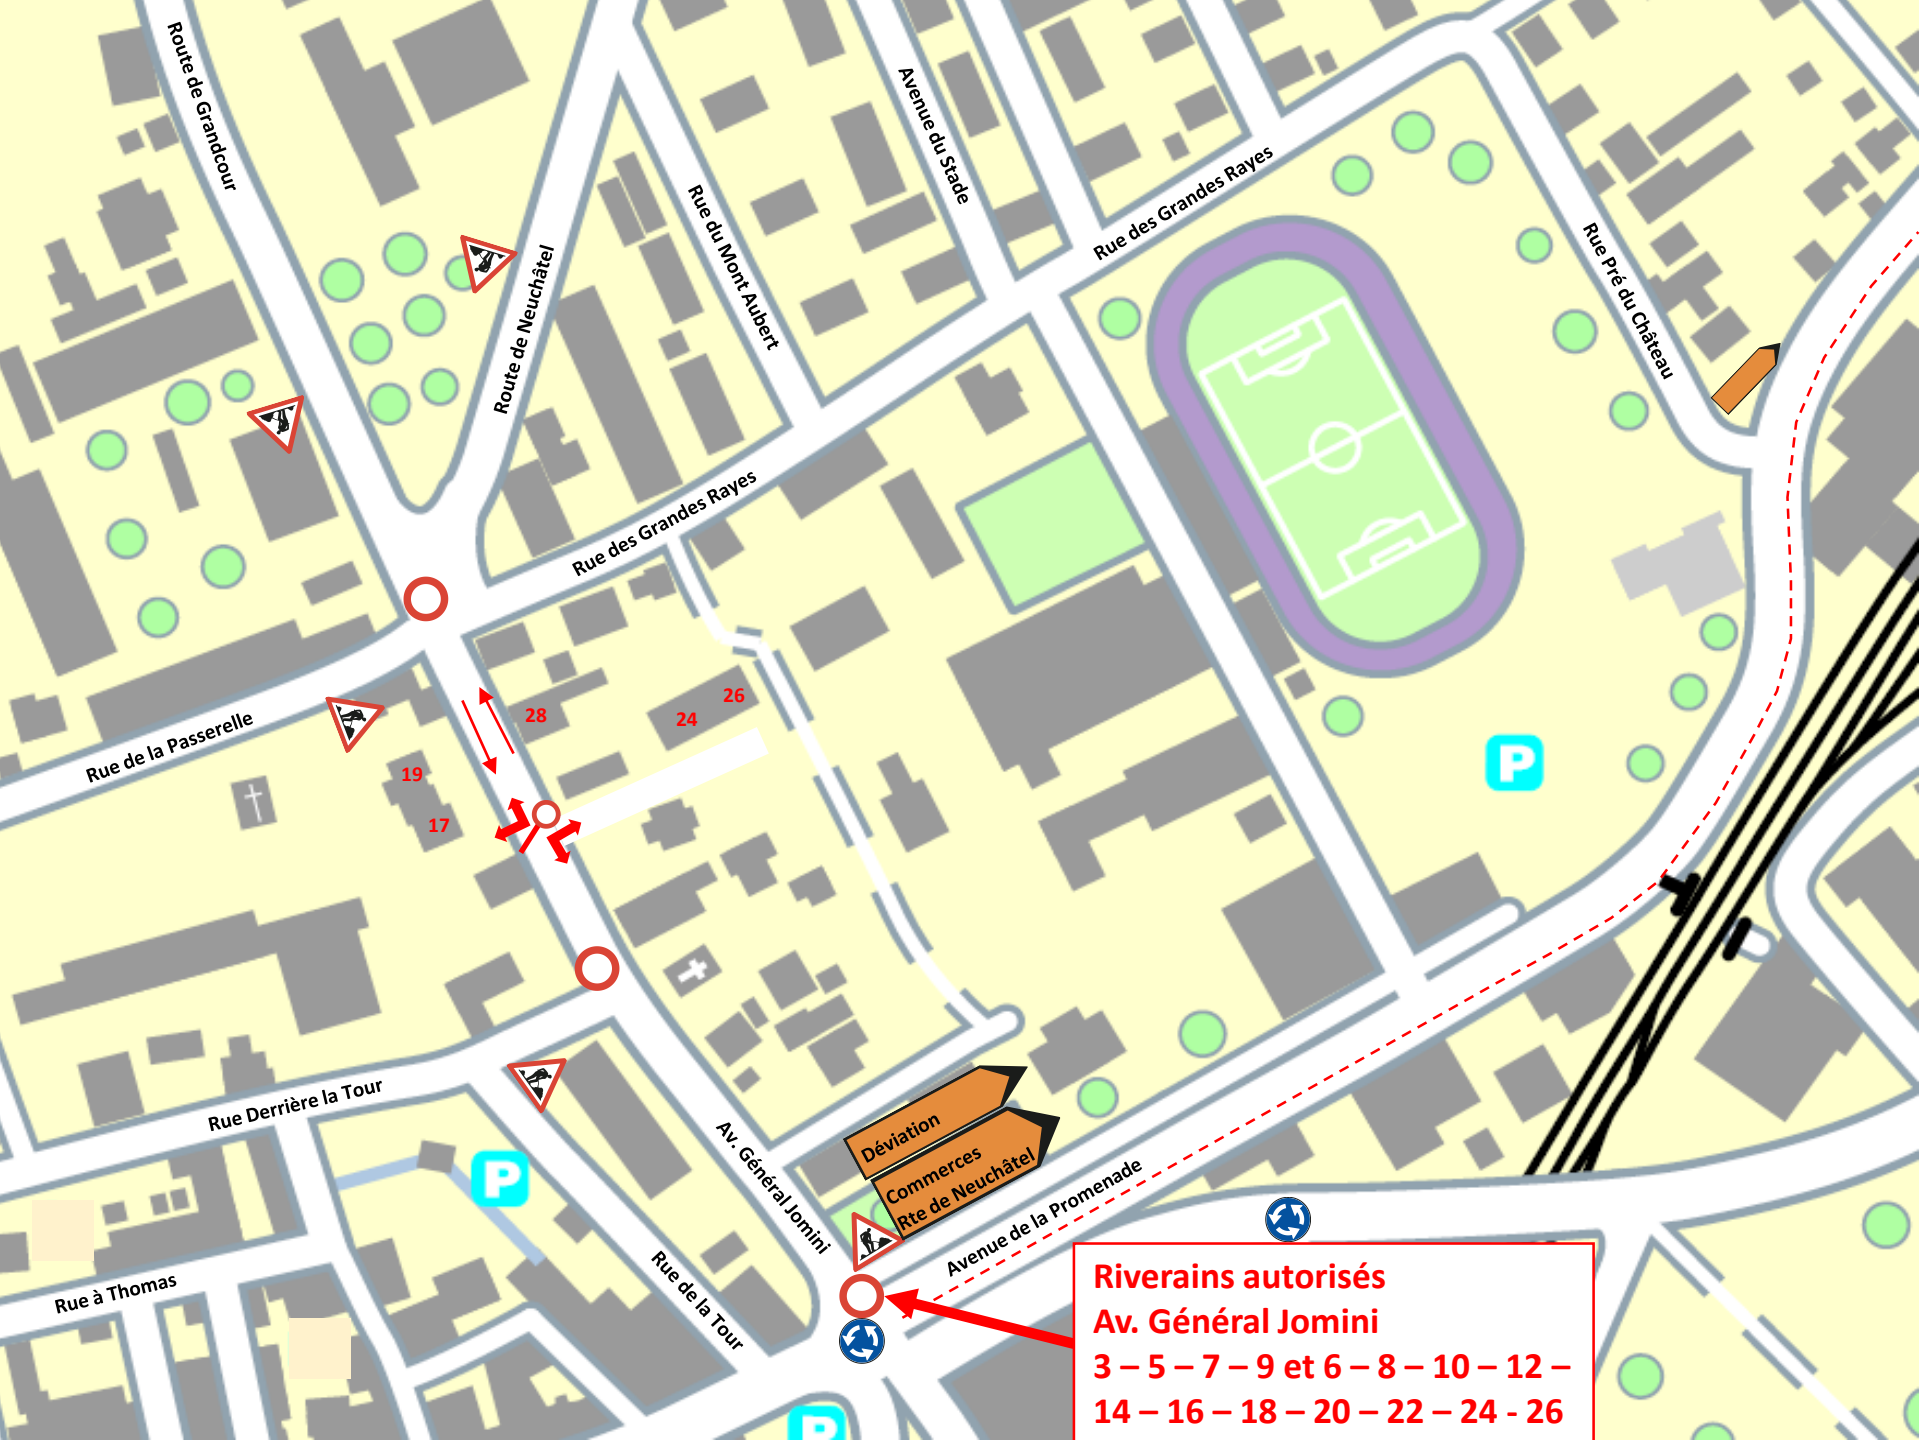 Route de Grandcour
Avenue du Stade
Rue du Mont Aubert
Rue des Grandes Rayes
Route de Neuchâtel
Rue Pré du Château
Rue des Grandes Rayes
26
28
24
Rue de la Passerelle
19
17
P
Rue Derrière la Tour
Déviation
Commerces
Rte de Neuchâtel
Av. Général Jomini
P
Avenue de la Promenade
Rue à Thomas
Rue de la Tour
Riverains autorisés
Av. Général Jomini
3 – 5 – 7 – 9 et 6 – 8 – 10 – 12 –
14 – 16 – 18 – 20 – 22 – 24 - 26
P